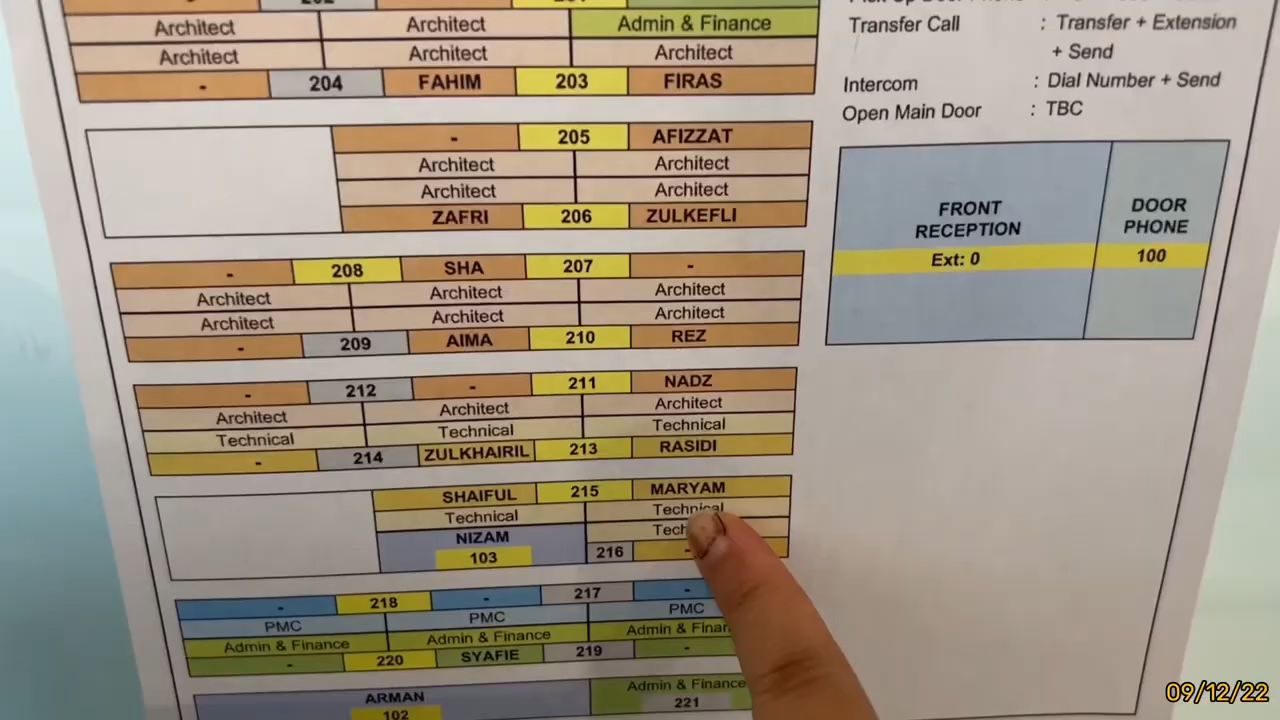 Architect Architect Admin & Finance
Architect Architect Architect
- 204 FAHIM 203 FIRAS
- 205 AFIZZAT
Architect Architect
Architect Architect
ZAFRI 206 ZULKEFLI
- 208 SHA 207 -
Architect Architect Architect
Architect Architect Architect
- 209 AIMA 210 REZ
- 212 - 211 NADZ
Architect Architect Architect
Technical Technical Technical
- 214 ZULKHAIRIL 213 RASIDI
SHAIFUL 215 MARYAM
Technical Technical
NIZAM
103 216 -
- 218 - 217 -
PMC PMC PMC
Admin & Finance Admin & Finance Admin &
- 220 SYAFIE 219 -
ARMAN Admin & Finance
102 221
Transfer Call : Transfer + Extension
+ Send
Intercom : Dial Number + Send
Open Main Door : TBC
FRONT
RECEPTION
Ext: 0
DOOR
PHONE
100
09/12/22